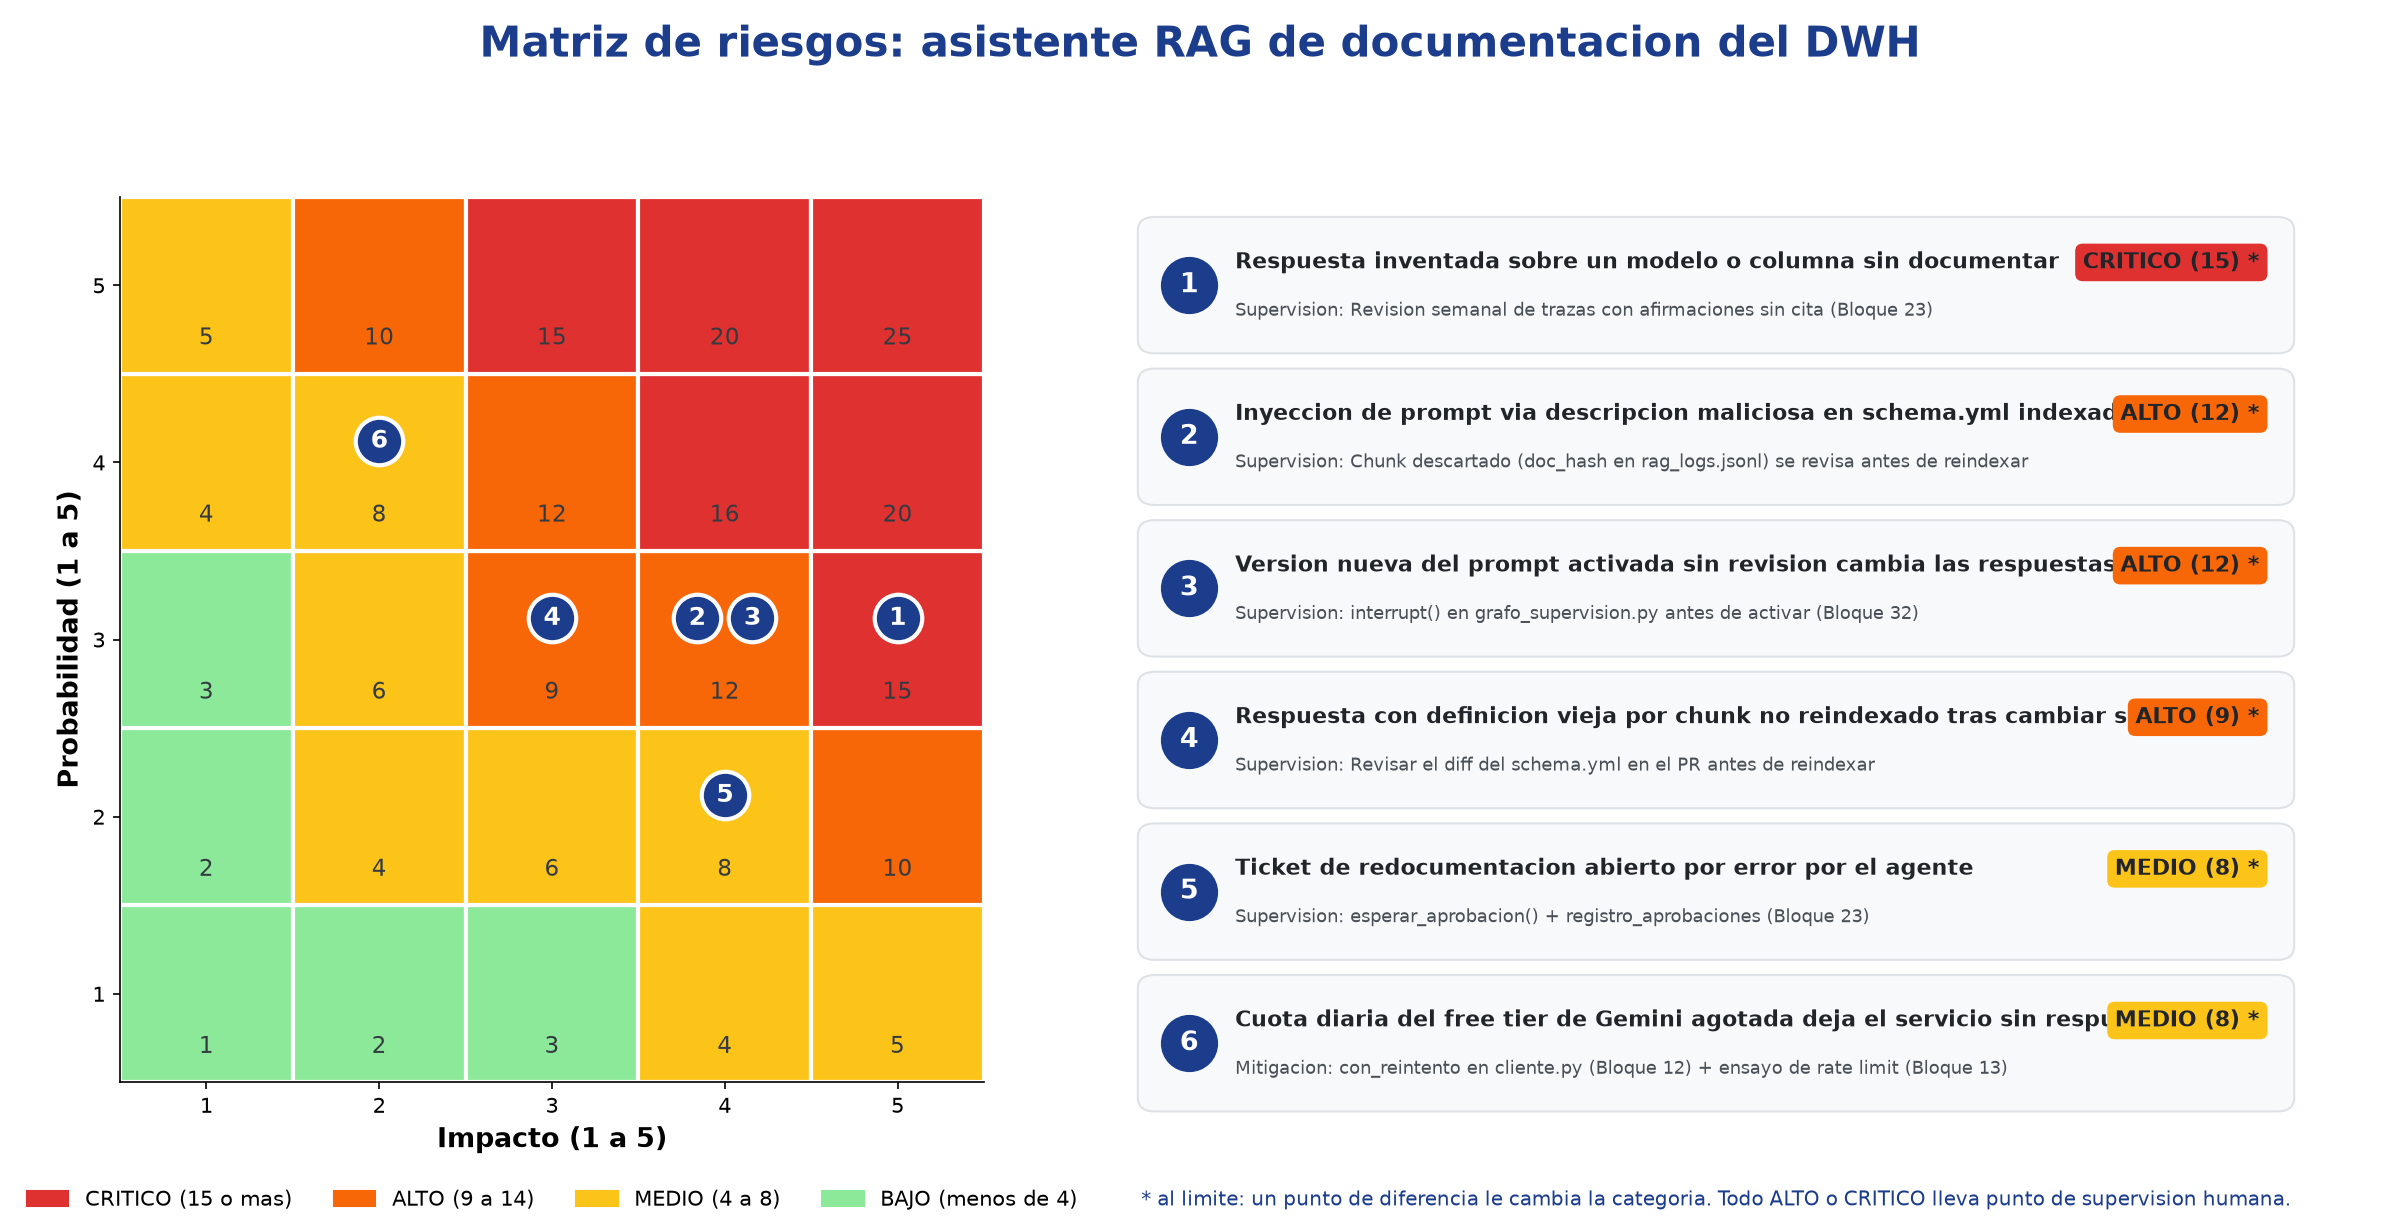 Matriz de riesgos: asistente RAG de documentacion del DWH
Probabilidad (1 a 5)
5
5 10 15 20 25
4
6
4 8 12 16 20
3
4 2 3 1
3 6 9 12 15
2
5
2 4 6 8 10
1
1 2 3 4 5
1 2 3 4 5
Impacto (1 a 5)
CRITICO (15 o mas) ALTO (9 a 14) MEDIO (4 a 8) BAJO (menos de 4)
1
Respuesta inventada sobre un modelo o columna sin documentar CRITICO (15) *
Supervision: Revision semanal de trazas con afirmaciones sin cita (Bloque 23)
2
Inyeccion de prompt via descripcion maliciosa en schema.yml indexad ALTO (12) *
Supervision: Chunk descartado (doc_hash en rag_logs.jsonl) se revisa antes de reindexar
3
Version nueva del prompt activada sin revision cambia las respuestas ALTO (12) *
Supervision: interrupt() en grafo_supervision.py antes de activar (Bloque 32)
4
Respuesta con definicion vieja por chunk no reindexado tras cambiar s ALTO (9) *
Supervision: Revisar el diff del schema.yml en el PR antes de reindexar
5
Ticket de redocumentacion abierto por error por el agente MEDIO (8) *
Supervision: esperar_aprobacion() + registro_aprobaciones (Bloque 23)
6
Cuota diaria del free tier de Gemini agotada deja el servicio sin respu MEDIO (8) *
Mitigacion: con_reintento en cliente.py (Bloque 12) + ensayo de rate limit (Bloque 13)
* al limite: un punto de diferencia le cambia la categoria. Todo ALTO o CRITICO lleva punto de supervision humana.